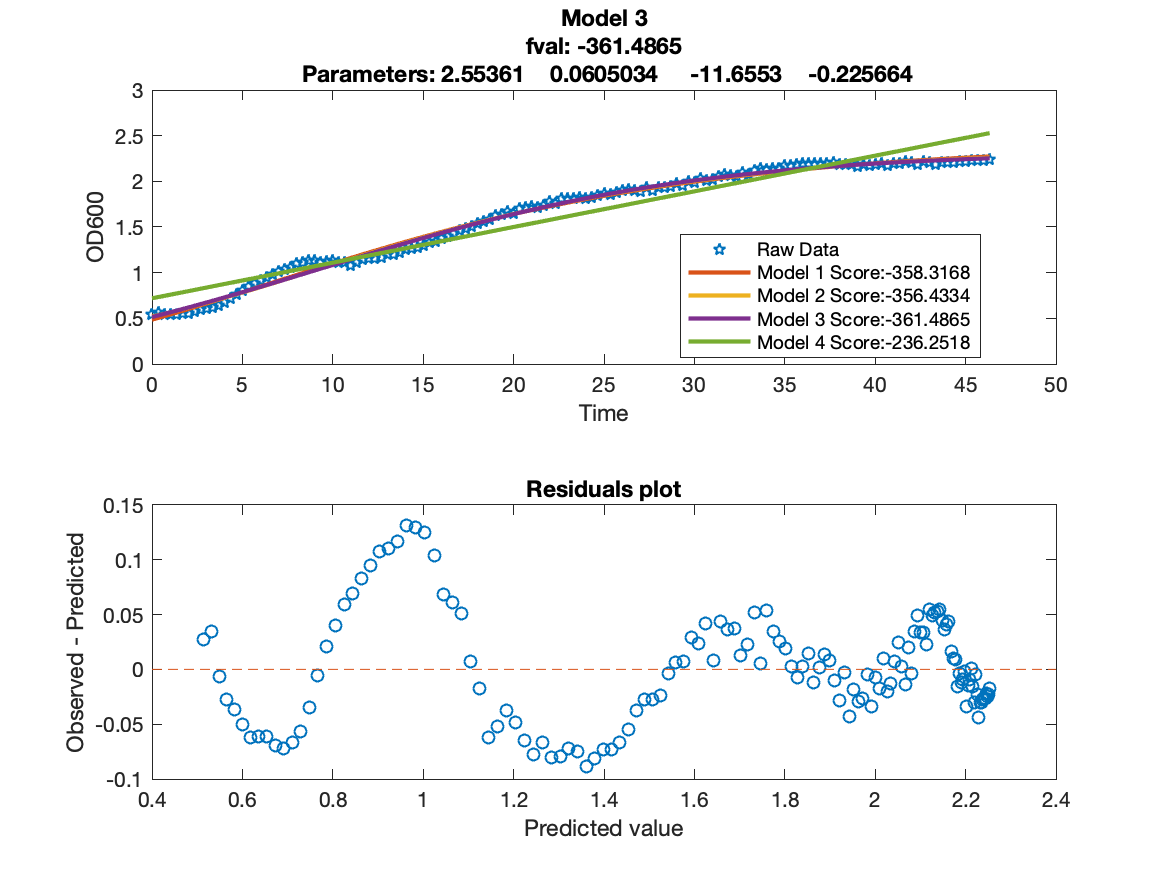 Model 3
fval: -361.4865
Parameters: 2.55361 0.0605034 -11.6553 -0.225664
3
2.5
2
1.5
1
0.5
0
OD600
Raw Data
Model 1 Score:-358.3168
Model 2 Score:-356.4334
Model 3 Score:-361.4865
Model 4 Score:-236.2518
0 5 10 15 20 25 30 35 40 45 50
Time
Residuals plot
0.15
0.1
0.05
0
-0.05
-0.1
Observed - Predicted
0.4 0.6 0.8 1 1.2 1.4 1.6 1.8 2 2.2 2.4
Predicted value